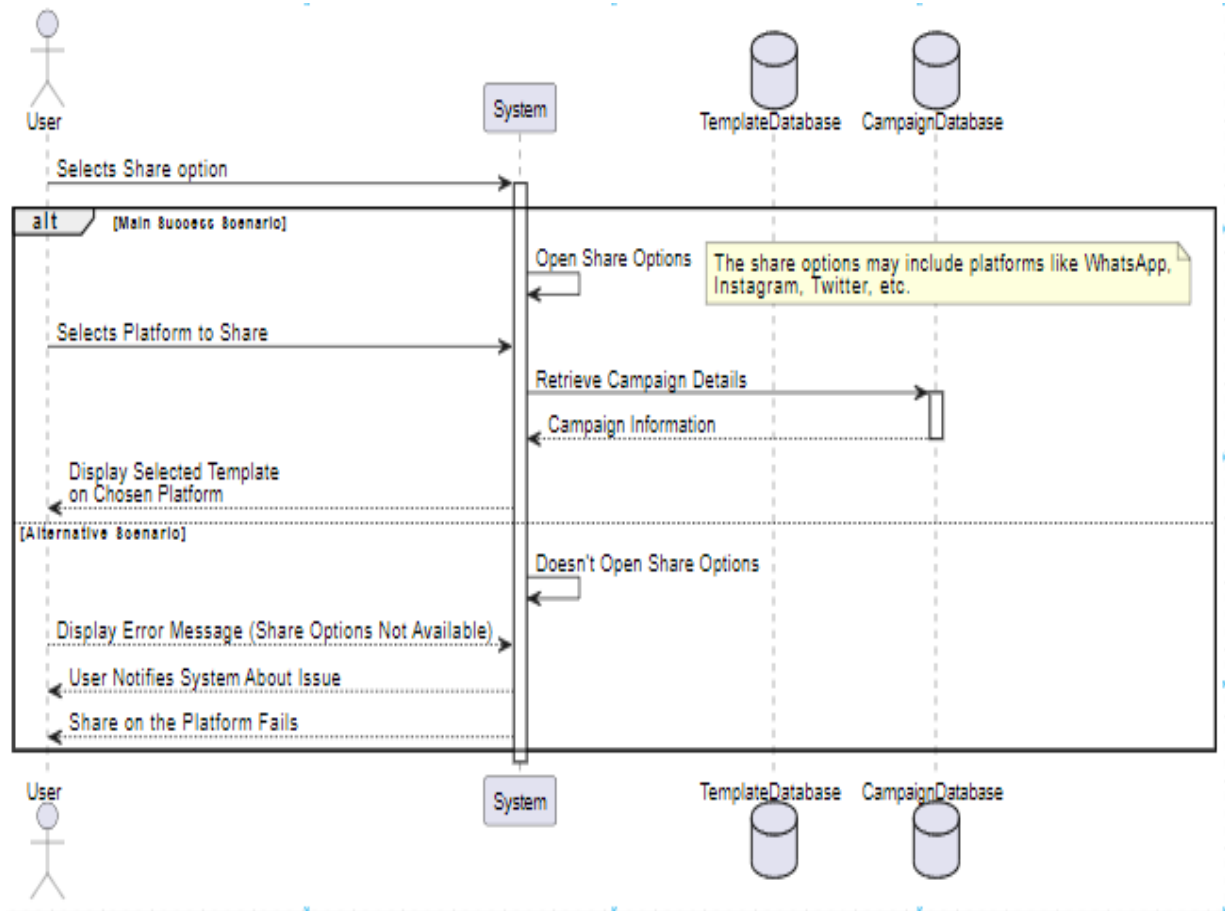 User
System
TemplateDatabase
CampaignDatabase
Selects Share option
alt
[Main Success Scenario]
Open Share Options
The share options may include platforms like WhatsApp,
Instagram, Twitter, etc.
Selects Platform to Share
Retrieve Campaign Details
Campaign Information
Display Selected Template
on Chosen Platform
[Alternative Scenario]
Doesn't Open Share Options
Display Error Message (Share Options Not Available)
User Notifies System About Issue
Share on the Platform Fails
User
System
TemplateDatabase
CampaignDatabase